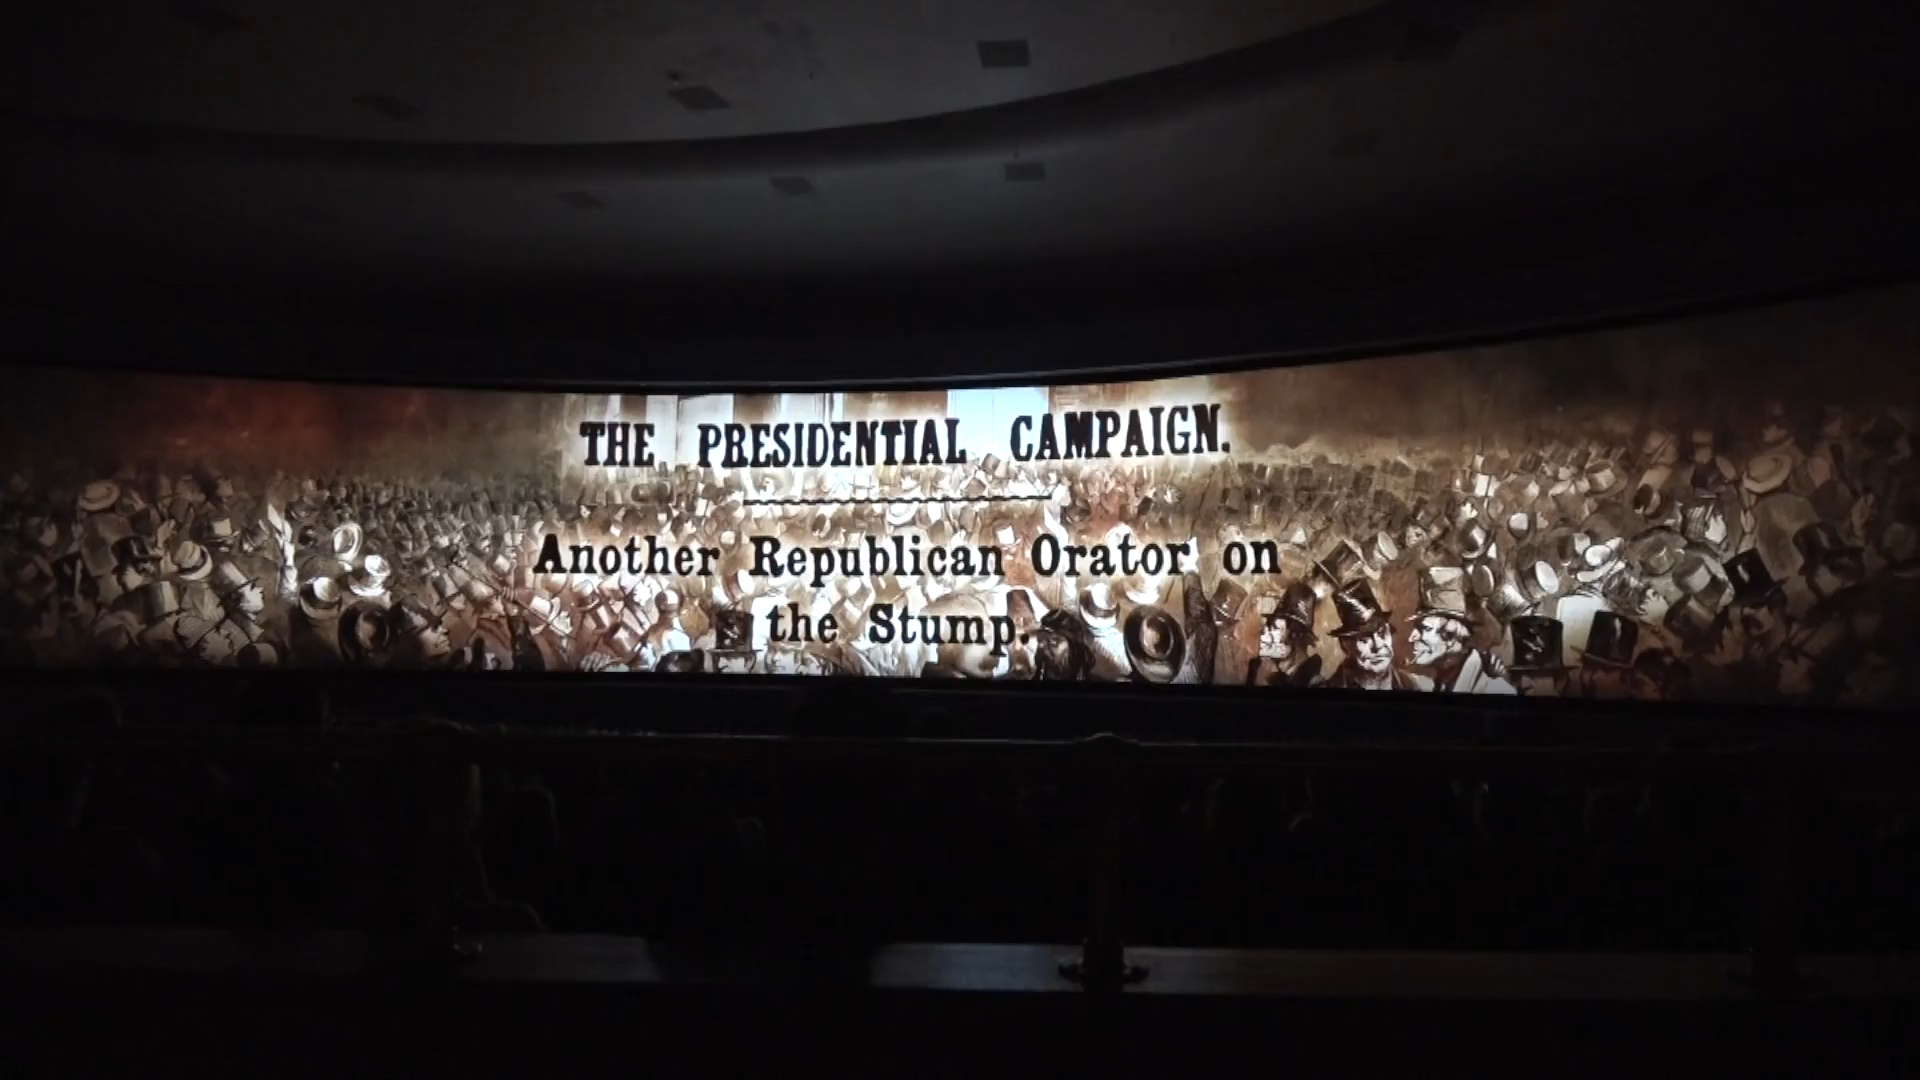 THE PRESIDENTIAL CAMPAIGN.
Another Republican Orator on
the Stump.